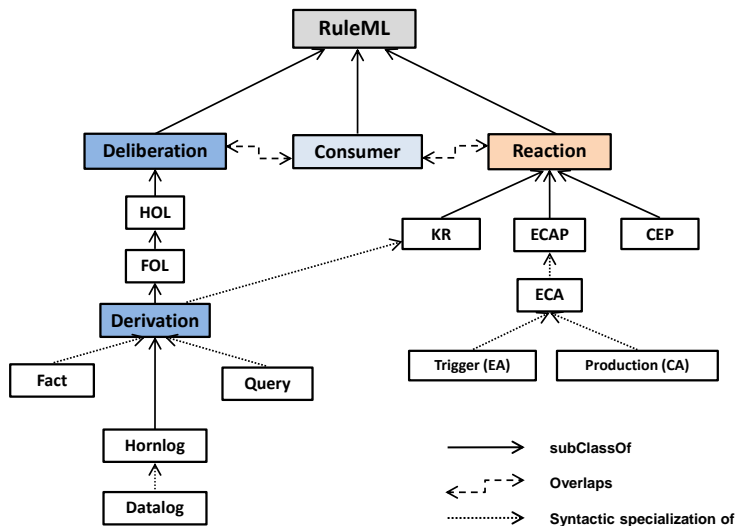 RuleML
Deliberation
Consumer
Reaction
HOL
KR
ECAP
CEP
FOL
ECA
Derivation
Trigger (EA)
Production (CA)
Fact
Query
Hornlog
subClassOf
Overlaps
Datalog
Syntactic specialization of